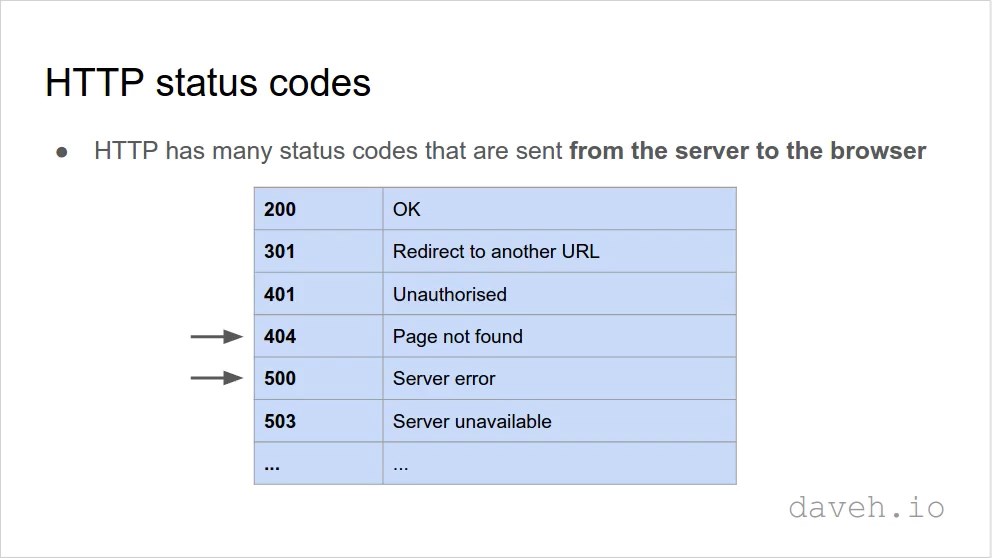 HTTP status codes
● HTTP has many status codes that are sent from the server to the browser
200 OK
301 Redirect to another URL
401 Unauthorised
404 Page not found
500 Server error
503 Server unavailable
... ...
daveh.io